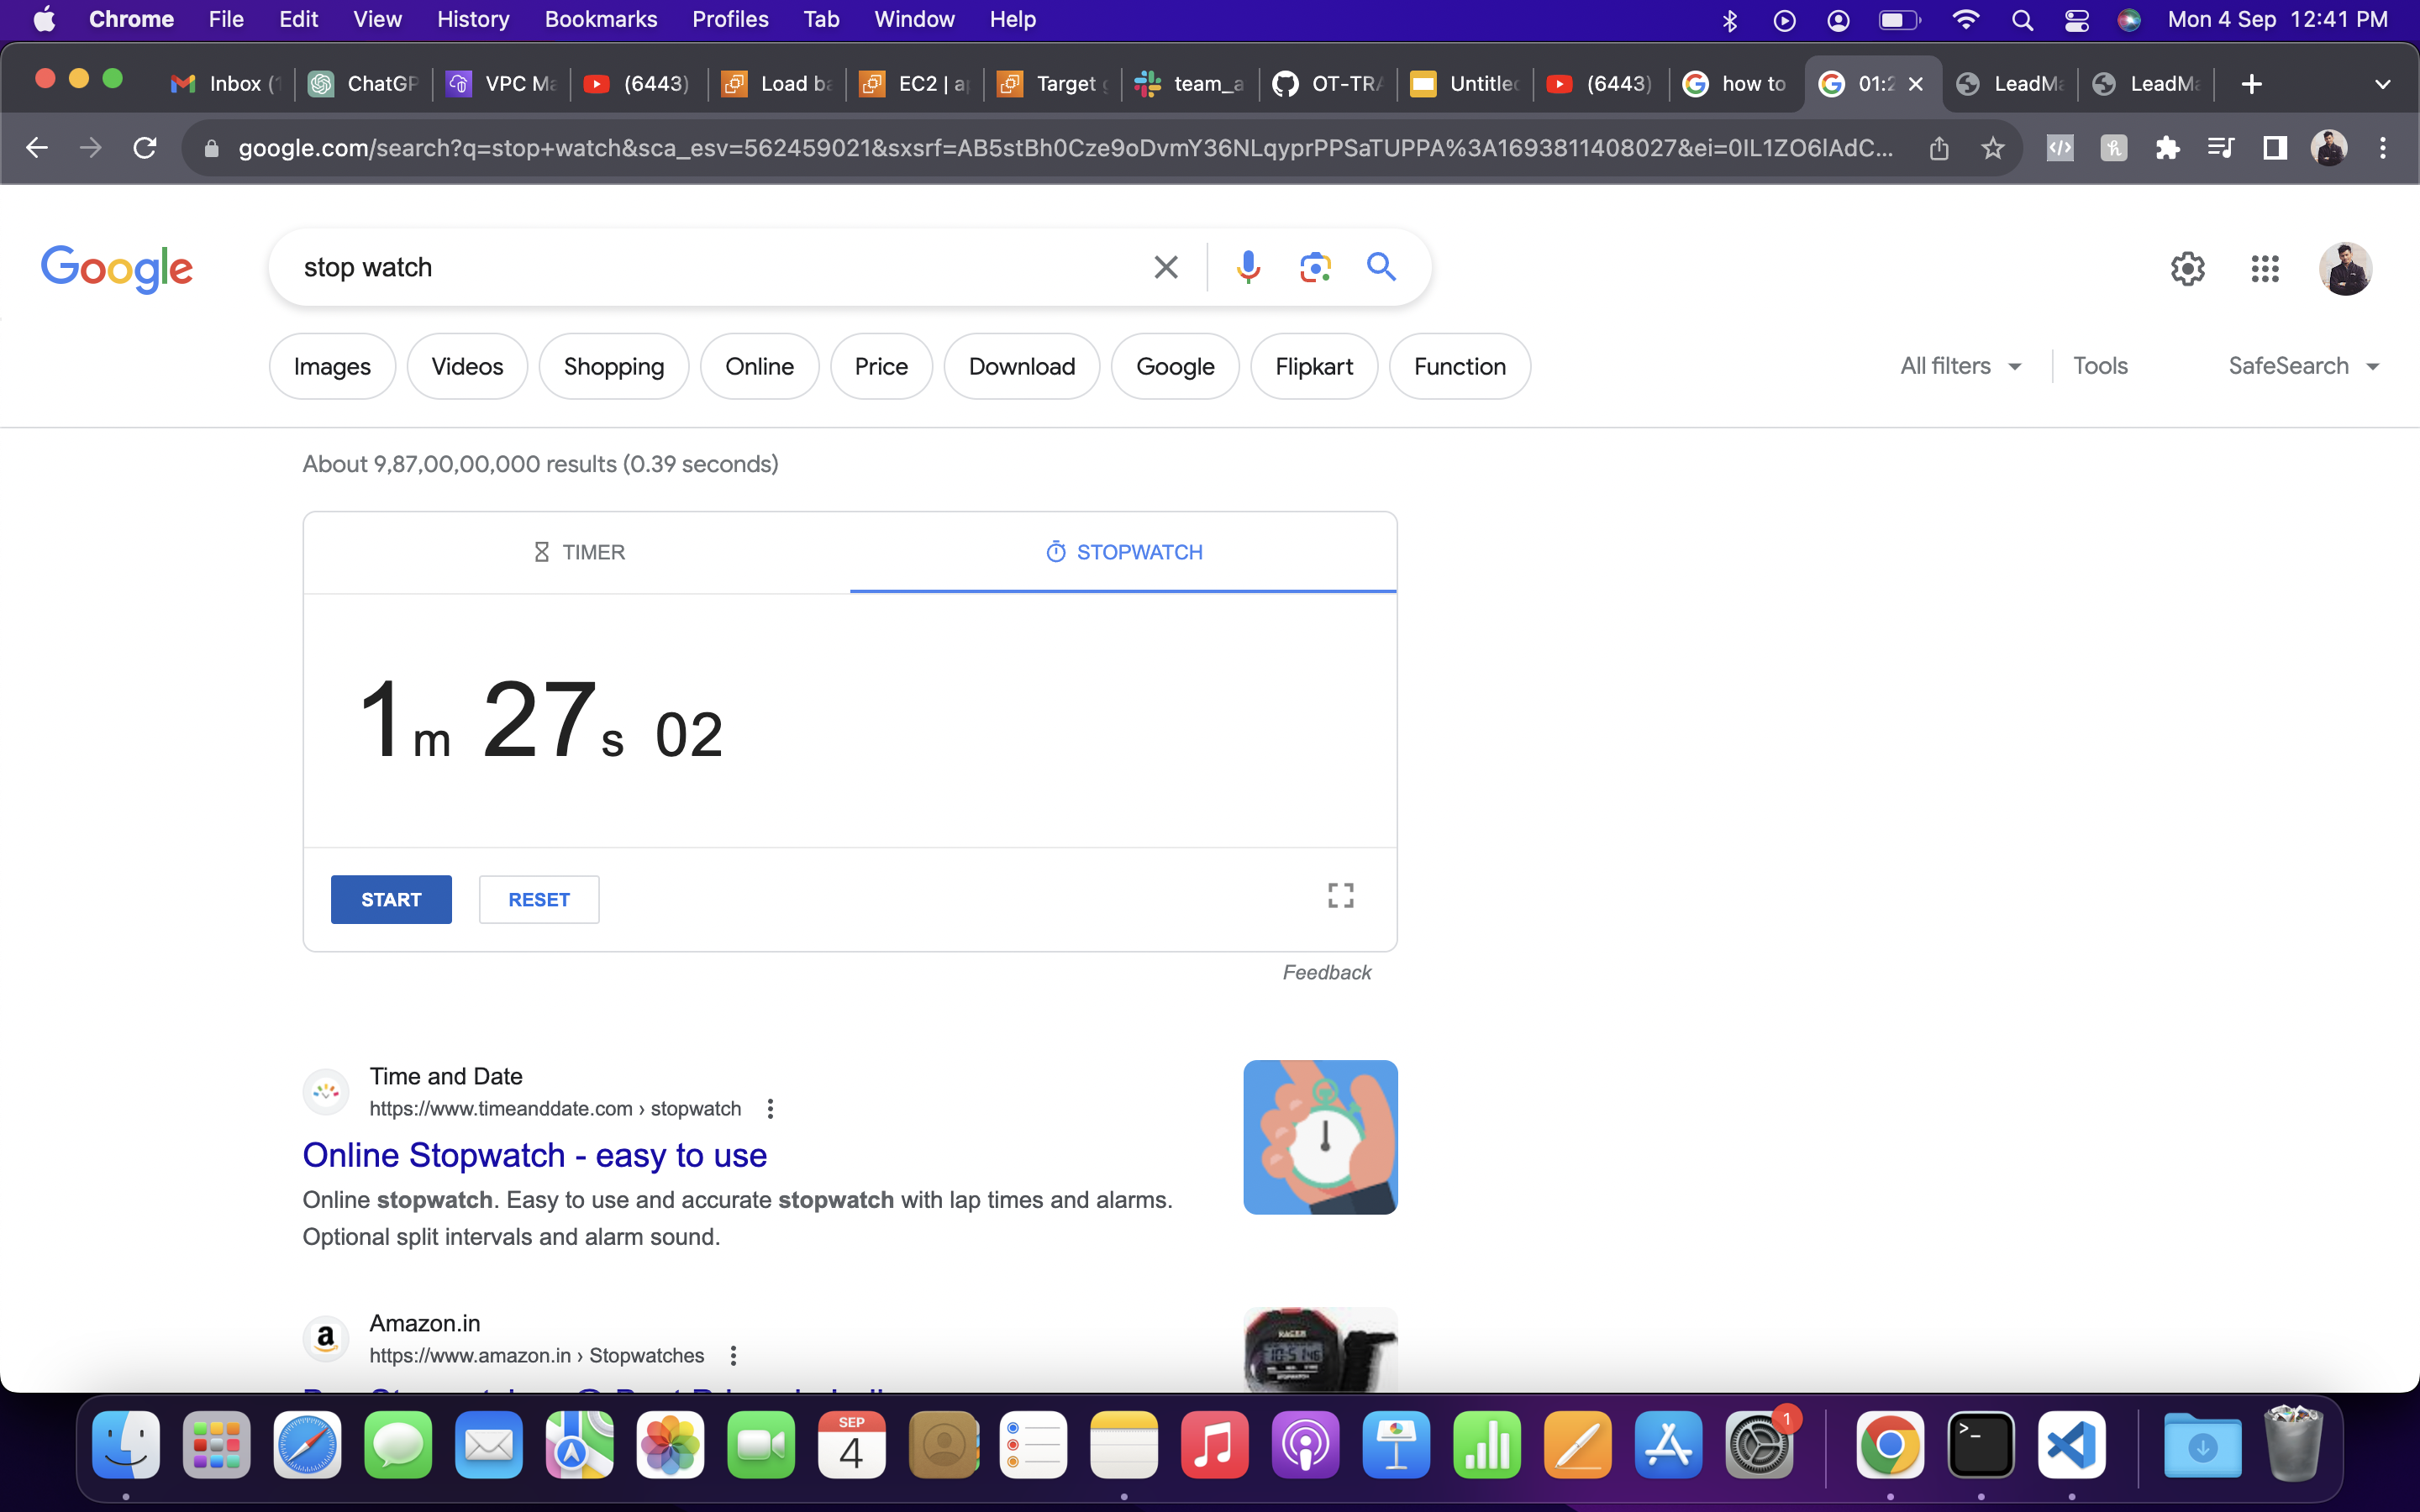 Chrome File Edit View History Bookmarks Profiles Tab Window Help Mon 4 Sep 12:41 PM
Inbox (1 ChatGP VPC Ma (6443) Load ba EC2 | a Target team_a OT-TRA Untitled (6443) how to 01:2 LeadMa LeadMa
google.com/search?q=stop+watch&sca_esv=562459021&sxsrf=AB5stBh0Cze9oDvmY36NLqyprPPSaTUPPA%3A1693811408027&ei=0IL1ZO6lAdC...
Google stop watch
Images Videos Shopping Online Price Download Google Flipkart Function All filters Tools SafeSearch
About 9,87,00,00,000 results (0.39 seconds)
TIMER STOPWATCH
1m 27s 02
START RESET
Feedback
Time and Date
https://www.timeanddate.com › stopwatch
Online Stopwatch - easy to use
Online stopwatch. Easy to use and accurate stopwatch with lap times and alarms.
Optional split intervals and alarm sound.
Amazon.in
https://www.amazon.in › Stopwatches
SEP
4
1